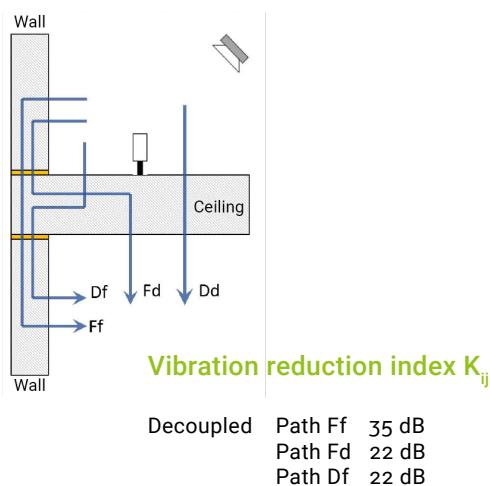 Wall
Ceiling
Df Fd Dd
Ff
Vibration reduction index Kij
Wall
Decoupled Path Ff 35 dB
Path Fd 22 dB
Path Df 22 dB